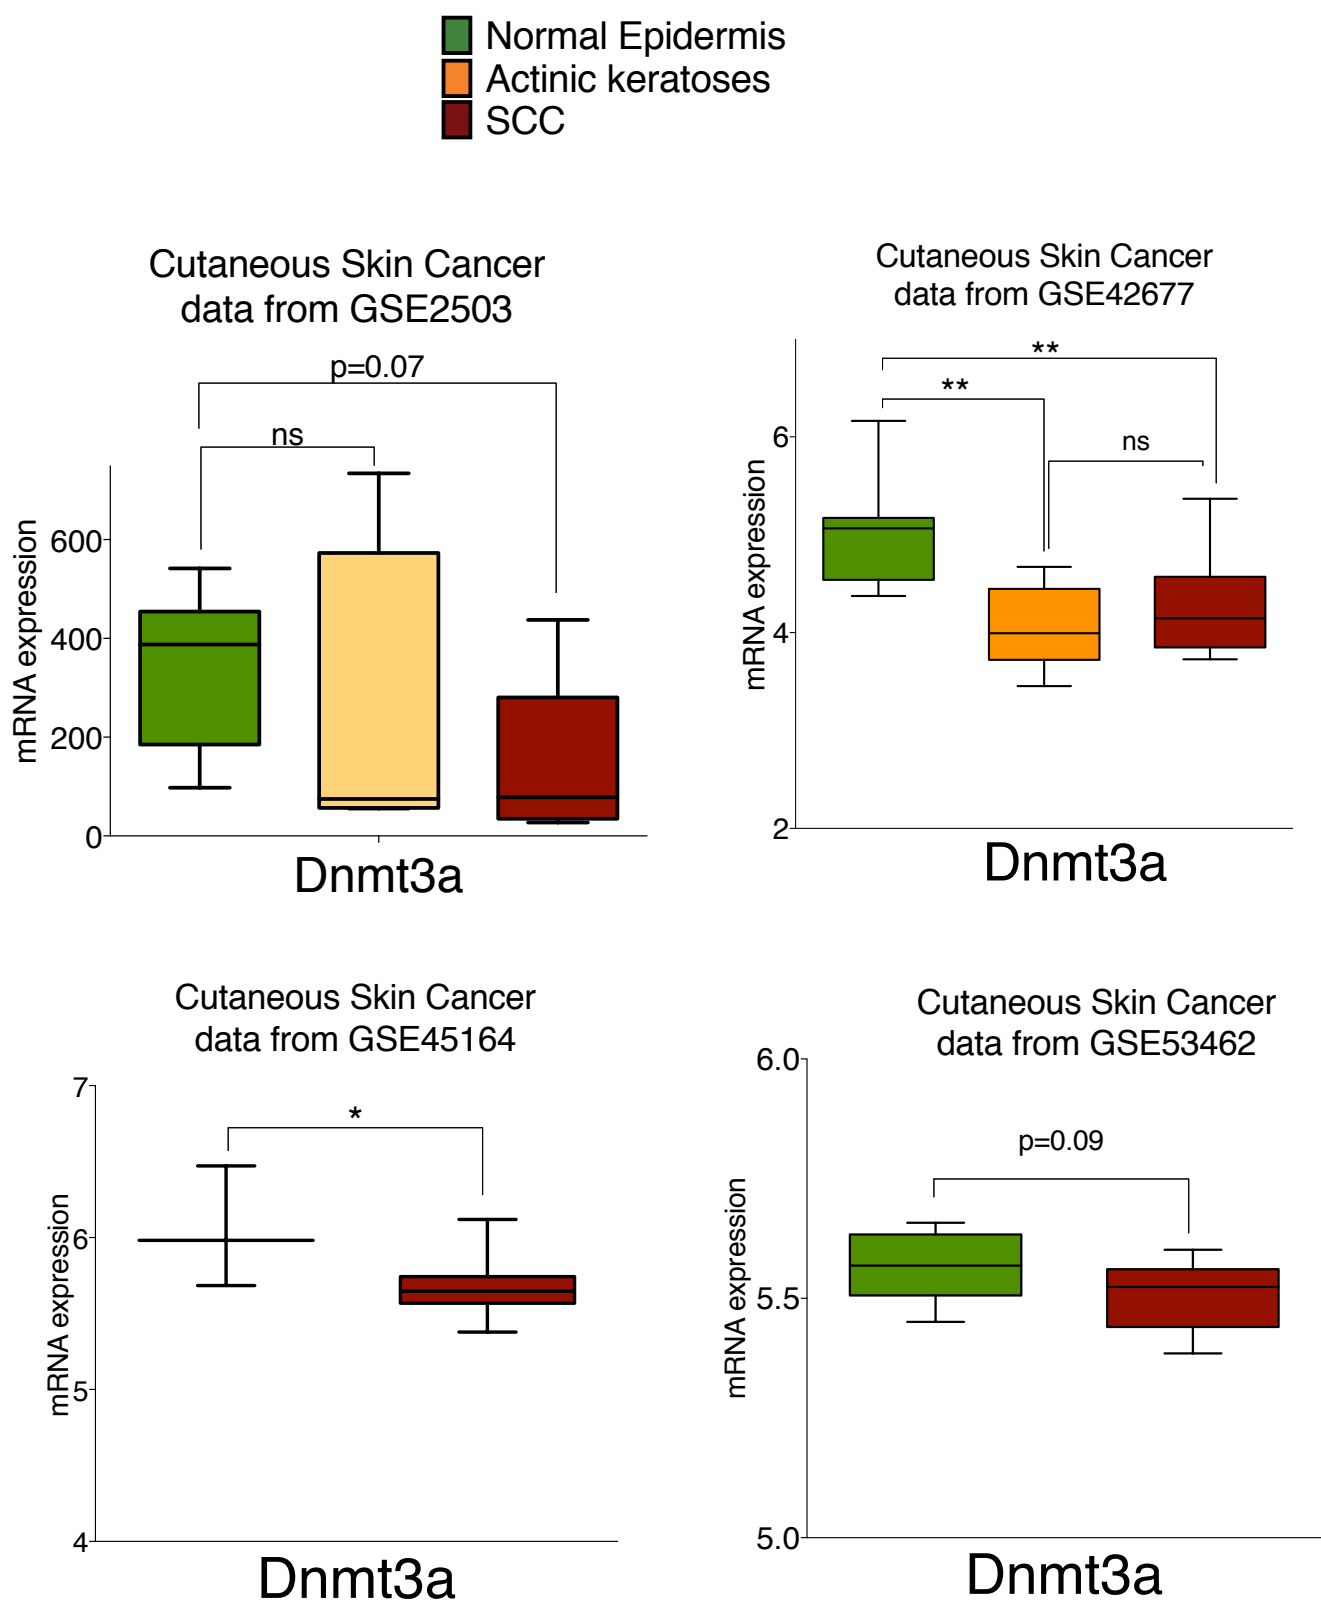 Normal Epidermis
Actinic keratoses
SCC
Cutaneous Skin Cancer
data from GSE2503
p=0.07
ns
mRNA expression
600
400
200
0
Dnmt3a
Cutaneous Skin Cancer
data from GSE42677
**
**
ns
mRNA expression
6
4
2
Dnmt3a
Cutaneous Skin Cancer
data from GSE45164
*
mRNA expression
7
6
5
4
Dnmt3a
Cutaneous Skin Cancer
data from GSE53462
p=0.09
mRNA expression
6.0
5.5
5.0
Dnmt3a